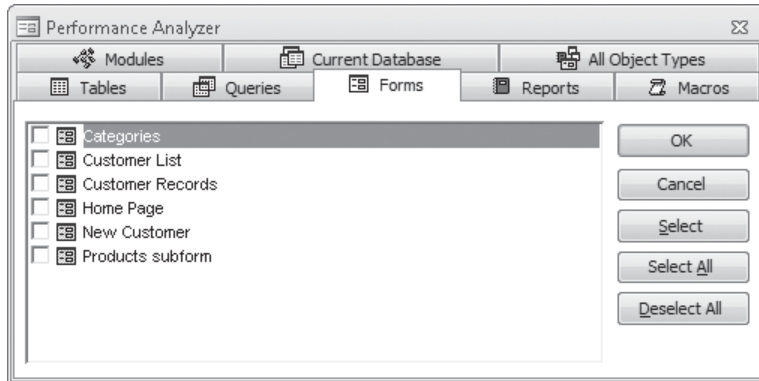 Performance Analyzer
Modules
Current Database
All Object Types
Tables
Queries
Forms
Reports
Macros
Categories
Customer List
Customer Records
Home Page
New Customer
Products subform
OK
Cancel
Select
Select All
Deselect All